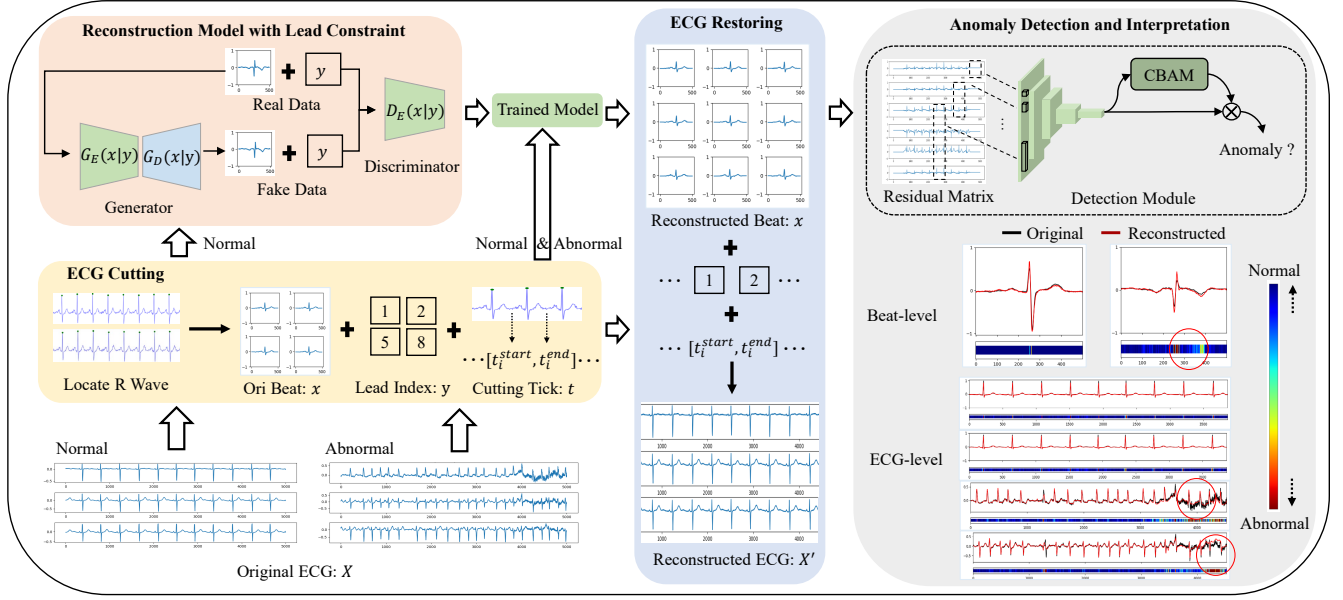 Reconstruction Model with Lead Constraint
y
Real Data
G_E(x|y)
G_D(x|y)
y
Fake Data
Generator
D_E(x|y)
Discriminator
Trained Model
Normal
Normal & Abnormal
ECG Cutting
Locate R Wave
Ori Beat: x
1 2
5 8
Lead Index: y
···[t_i^{start}, t_i^{end}]···
Cutting Tick: t
Normal
Abnormal
Original ECG: X
ECG Restoring
Reconstructed Beat: x
··· 1 2 ···
··· [t_i^{start}, t_i^{end}] ···
Reconstructed ECG: X′
Anomaly Detection and Interpretation
CBAM
Anomaly ?
Residual Matrix
Detection Module
Original
Reconstructed
Normal
Beat-level
ECG-level
Abnormal